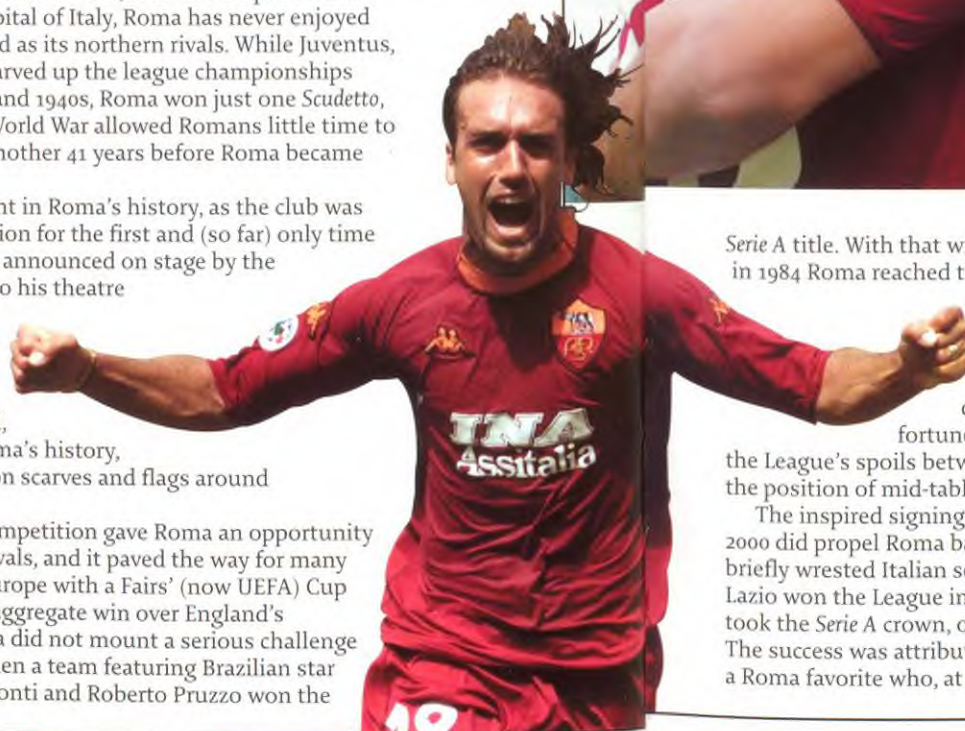 pital of Italy, Roma has never enjoyed
d as its northern rivals. While Juventus,
arved up the league championships
and 1940s, Roma won just one Scudetto,
World War allowed Romans little time to
nother 41 years before Roma became
nt in Roma's history, as the club was
ion for the first and (so far) only time
announced on stage by the
o his theatre
ma's history,
n scarves and flags around
mpetition gave Roma an opportunity
vals, and it paved the way for many
urope with a Fairs' (now UEFA) Cup
aggregate win over England's
a did not mount a serious challenge
en a team featuring Brazilian star
onti and Roberto Pruzzo won the
INA
Assitalia
Serie A title. With that w
in 1984 Roma reached t
fortune
the League's spoils betw
the position of mid-tabl
The inspired signing
2000 did propel Roma ba
briefly wrested Italian s
Lazio won the League in
took the Serie A crown, o
The success was attribut
a Roma favorite who, at